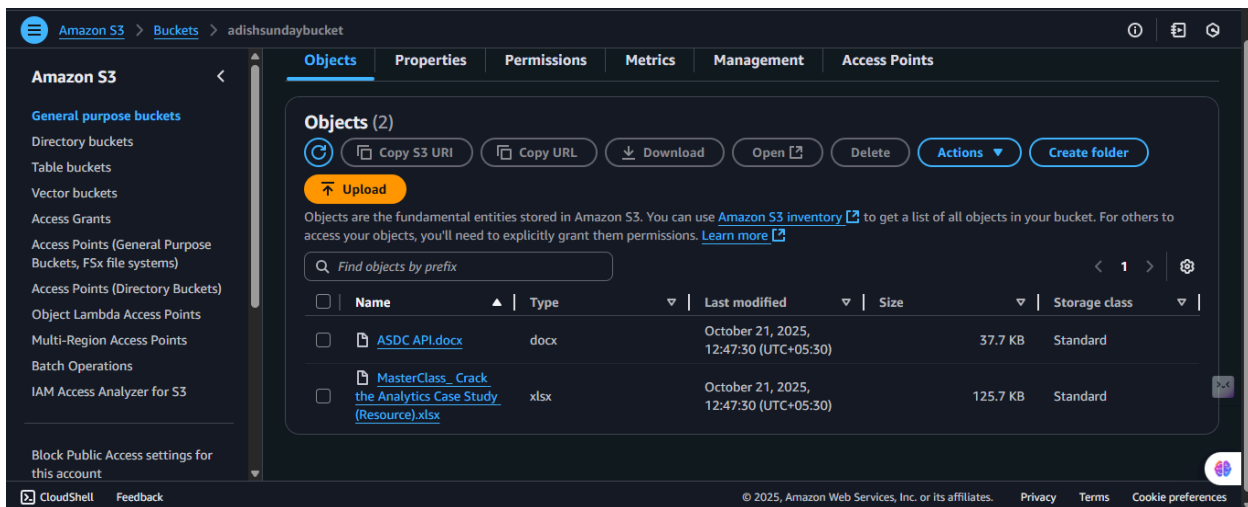 Amazon S3 > Buckets > adishsundaybucket
Amazon S3
General purpose buckets
Directory buckets
Table buckets
Vector buckets
Access Grants
Access Points (General Purpose
Buckets, FSx file systems)
Access Points (Directory Buckets)
Object Lambda Access Points
Multi-Region Access Points
Batch Operations
IAM Access Analyzer for S3
Block Public Access settings for
this account
Objects Properties Permissions Metrics Management Access Points
Objects (2)
Copy S3 URI Copy URL Download Open Delete Actions Create folder
Upload
Objects are the fundamental entities stored in Amazon S3. You can use Amazon S3 inventory to get a list of all objects in your bucket. For others to
access your objects, you'll need to explicitly grant them permissions. Learn more
Find objects by prefix
1
Name Type Last modified Size Storage class
ASDC API.docx docx October 21, 2025,
12:47:30 (UTC+05:30) 37.7 KB Standard
MasterClass_ Crack
the Analytics Case Study
(Resource).xlsx xlsx October 21, 2025,
12:47:30 (UTC+05:30) 125.7 KB Standard
CloudShell Feedback © 2025, Amazon Web Services, Inc. or its affiliates. Privacy Terms Cookie preferences